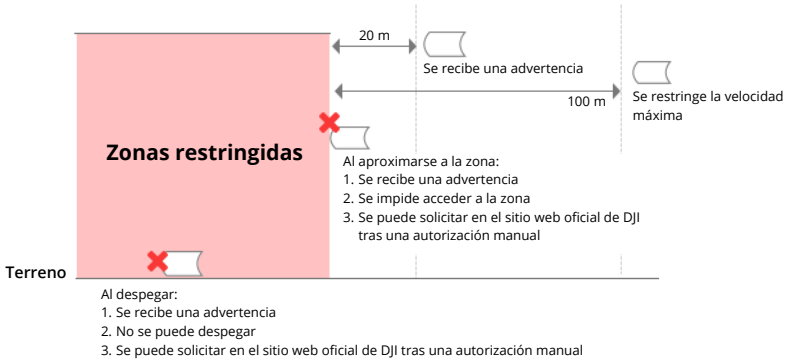 20 m
Se recibe una advertencia
100 m
Se restringe la velocidad
máxima
Zonas restringidas
Al aproximarse a la zona:
1. Se recibe una advertencia
2. Se impide acceder a la zona
3. Se puede solicitar en el sitio web oficial de DJI
tras una autorización manual
Terreno
Al despegar:
1. Se recibe una advertencia
2. No se puede despegar
3. Se puede solicitar en el sitio web oficial de DJI tras una autorización manual